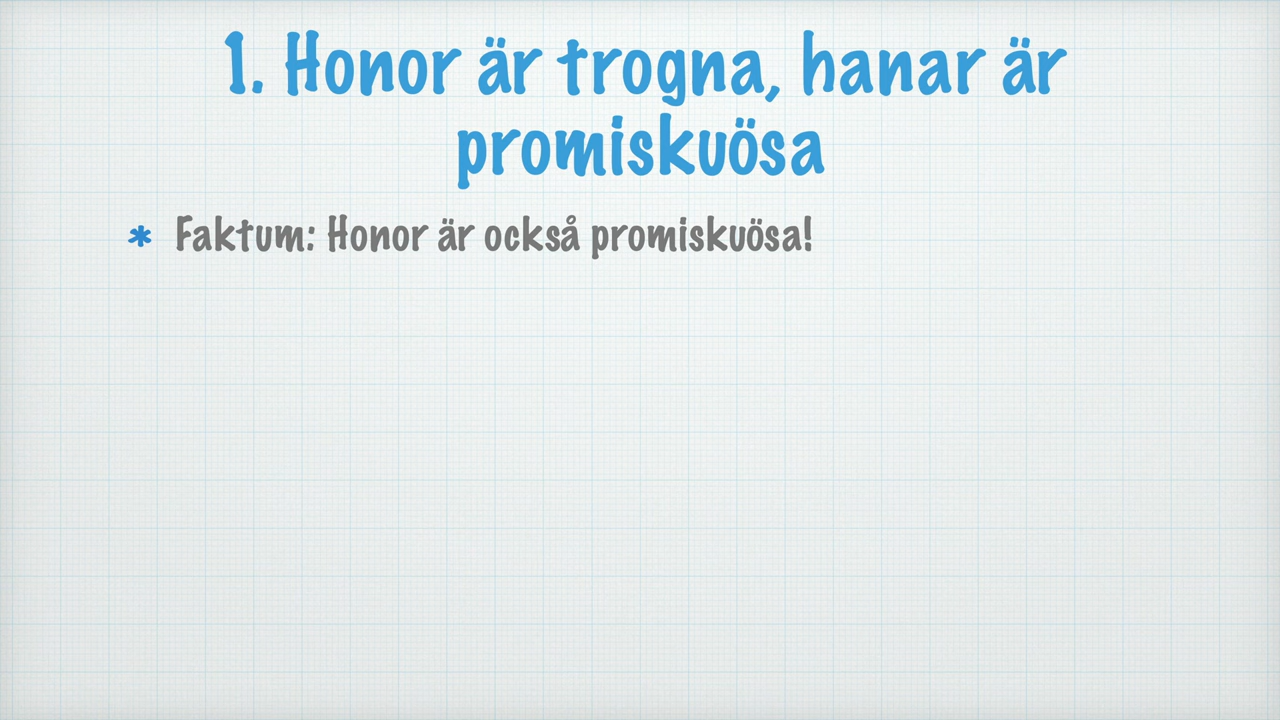 1. Honor är trogna, hanar är
promiskuösa
* Faktum: Honor är också promiskuösa!